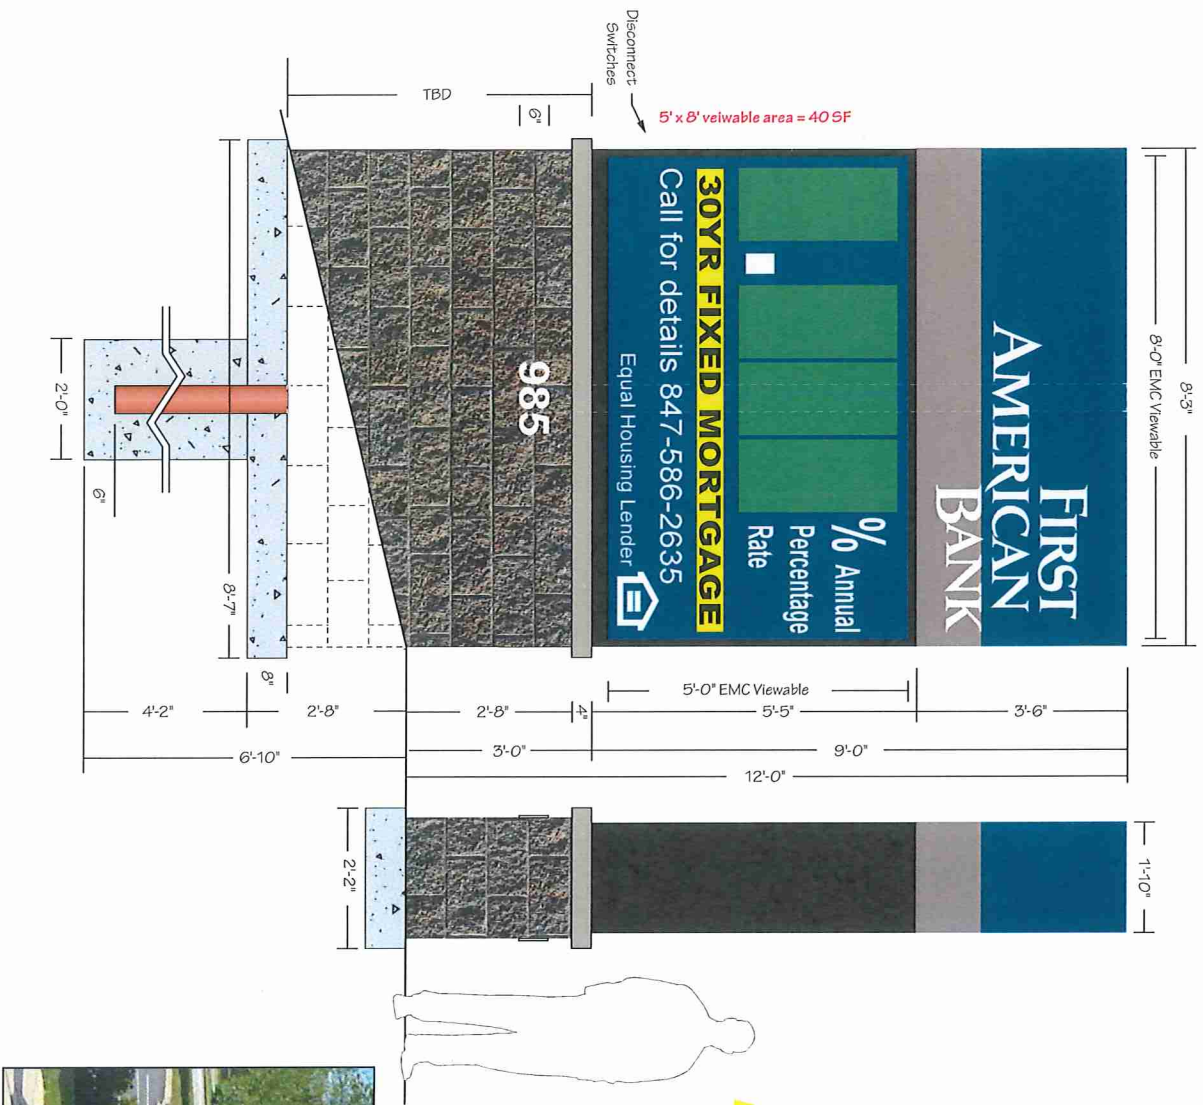 8'-3"
8'-0" EMC Viewable
FIRST
AMERICAN
BANK
% Annual
Percentage
Rate
30YR FIXED MORTGAGE
Call for details 847-586-2635
Equal Housing Lender
985
5' x 8' veiwable area = 40 SF
Disconnect
Switches
TBD
6"
3'-6"
5'-5"
5'-0" EMC Viewable
4"
2'-8"
2'-8"
4'-2"
8"
9'-0"
3'-0"
6'-10"
12'-0"
8'-7"
2'-0"
6"
1'-10"
2'-2"